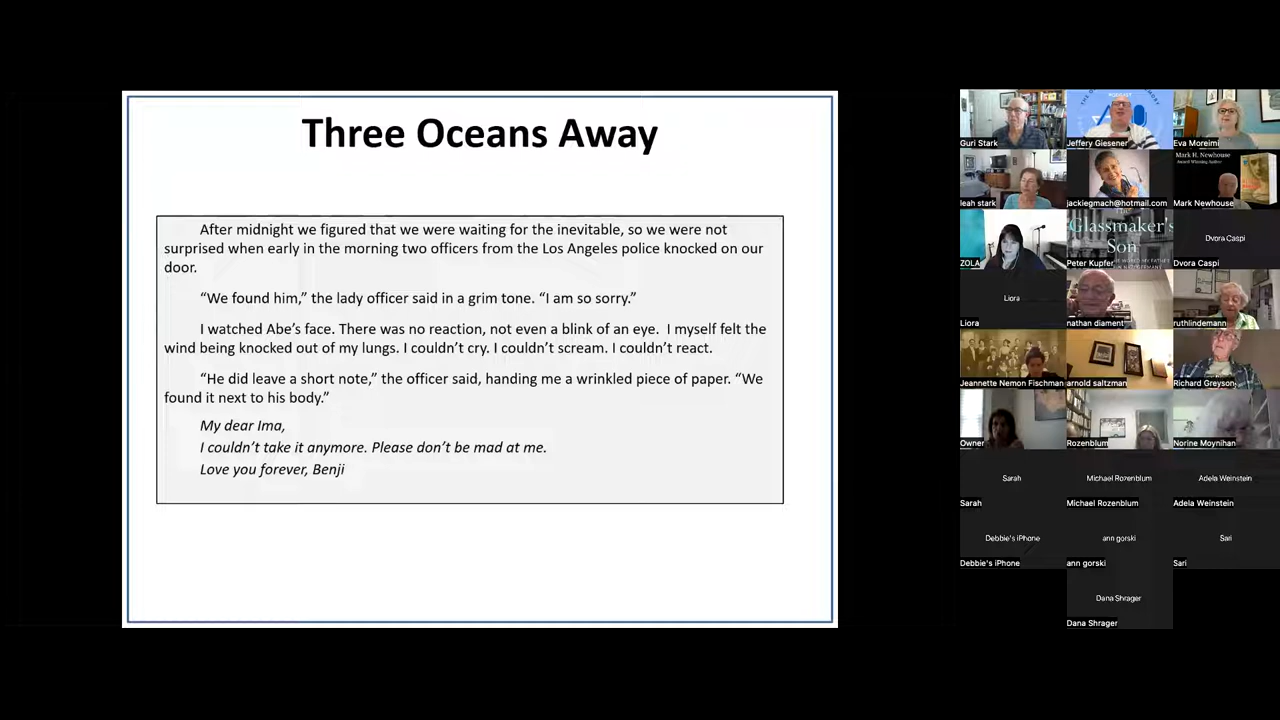 Three Oceans Away
After midnight we figured that we were waiting for the inevitable, so we were not
surprised when early in the morning two officers from the Los Angeles police knocked on our
door.
“We found him,” the lady officer said in a grim tone. “I am so sorry.”
I watched Abe’s face. There was no reaction, not even a blink of an eye.  I myself felt the
wind being knocked out of my lungs. I couldn’t cry. I couldn’t scream. I couldn’t react.
“He did leave a short note,” the officer said, handing me a wrinkled piece of paper. “We
found it next to his body.”
My dear Ima,
I couldn’t take it anymore. Please don’t be mad at me.
Love you forever, Benji
PODCAST
Guri Stark
Jeffery Giesener
Eva Moreimi
Mark H. Newhouse
Award Winning Author
leah stark
jackiegmach@hotmail.com
Mark Newhouse
Glassmaker's
Son
Dvora Caspi
ZOLA
Peter Kupfer
Dvora Caspi
Liora
Liora
nathan diament
ruthlindemann
Jeannette Nemon Fischman
arnold saltzman
Richard Greyson
Owner
Rozenblum
Norine Moynihan
Sarah
Michael Rozenblum
Adela Weinstein
Sarah
Michael Rozenblum
Adela Weinstein
Debbie's iPhone
ann gorski
Sari
Debbie's iPhone
ann gorski
Sari
Dana Shrager
Dana Shrager